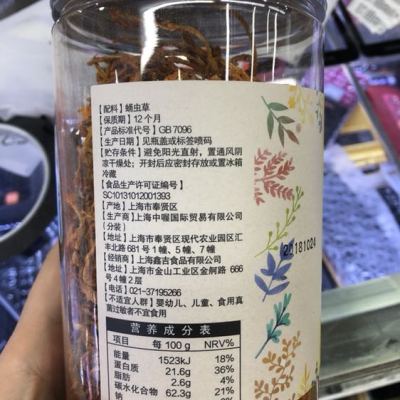 【配料】蛹虫草
【保质期】12个月
【产品标准代号】GB 7096
【生产日期】见瓶盖或标签喷码
【贮存条件】避免阳光直射，置通风阴
凉干燥处；开封后应密封存放或置冰箱
冷藏
【食品生产许可证编号】
SC10131012001393
【产地】上海市奉贤区
【生产商】上海中喔国际贸易有限公司
（分装）
【地址】上海市奉贤区现代农业园区汇
丰北路681号1幢、5幢、7幢
【经销商】上海鑫吉食品有限公司
【地址】上海市金山工业区金舸路 666
号4幢2层
【电话】021-37195266
【不适宜人群】婴幼儿、儿童、食用真
菌过敏者不宜食用
20181024
营养成分表
项目 每100g NRV%
能量 1523kJ 18%
蛋白质 21.6g 36%
脂肪 2.6g 4%
碳水化合物 62.3g 21%
钠